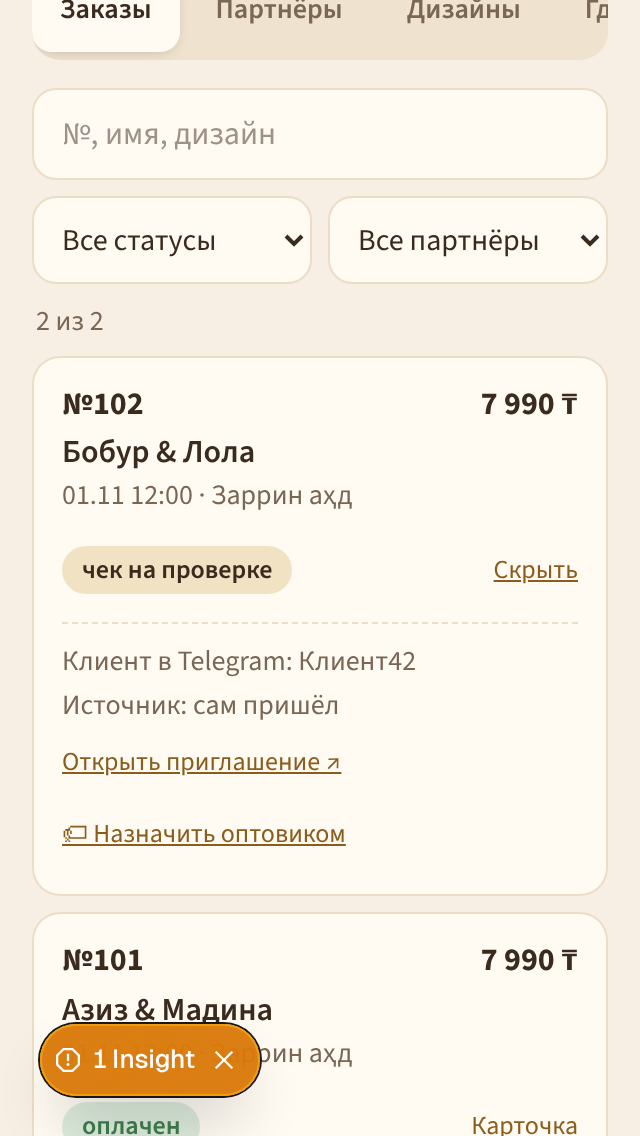 Заказы Партнёры Дизайны Гд
№, имя, дизайн
Все статусы Все партнёры
2 из 2
№102 7 990 ₸
Бобур & Лола
01.11 12:00 · Заррин аҳд
чек на проверке Скрыть
Клиент в Telegram: Клиент42
Источник: сам пришёл
Открыть приглашение ↗
🏷 Назначить оптовиком
№101 7 990 ₸
Азиз & Мадина
аҳд
1 Insight ×
оплачен Карточка